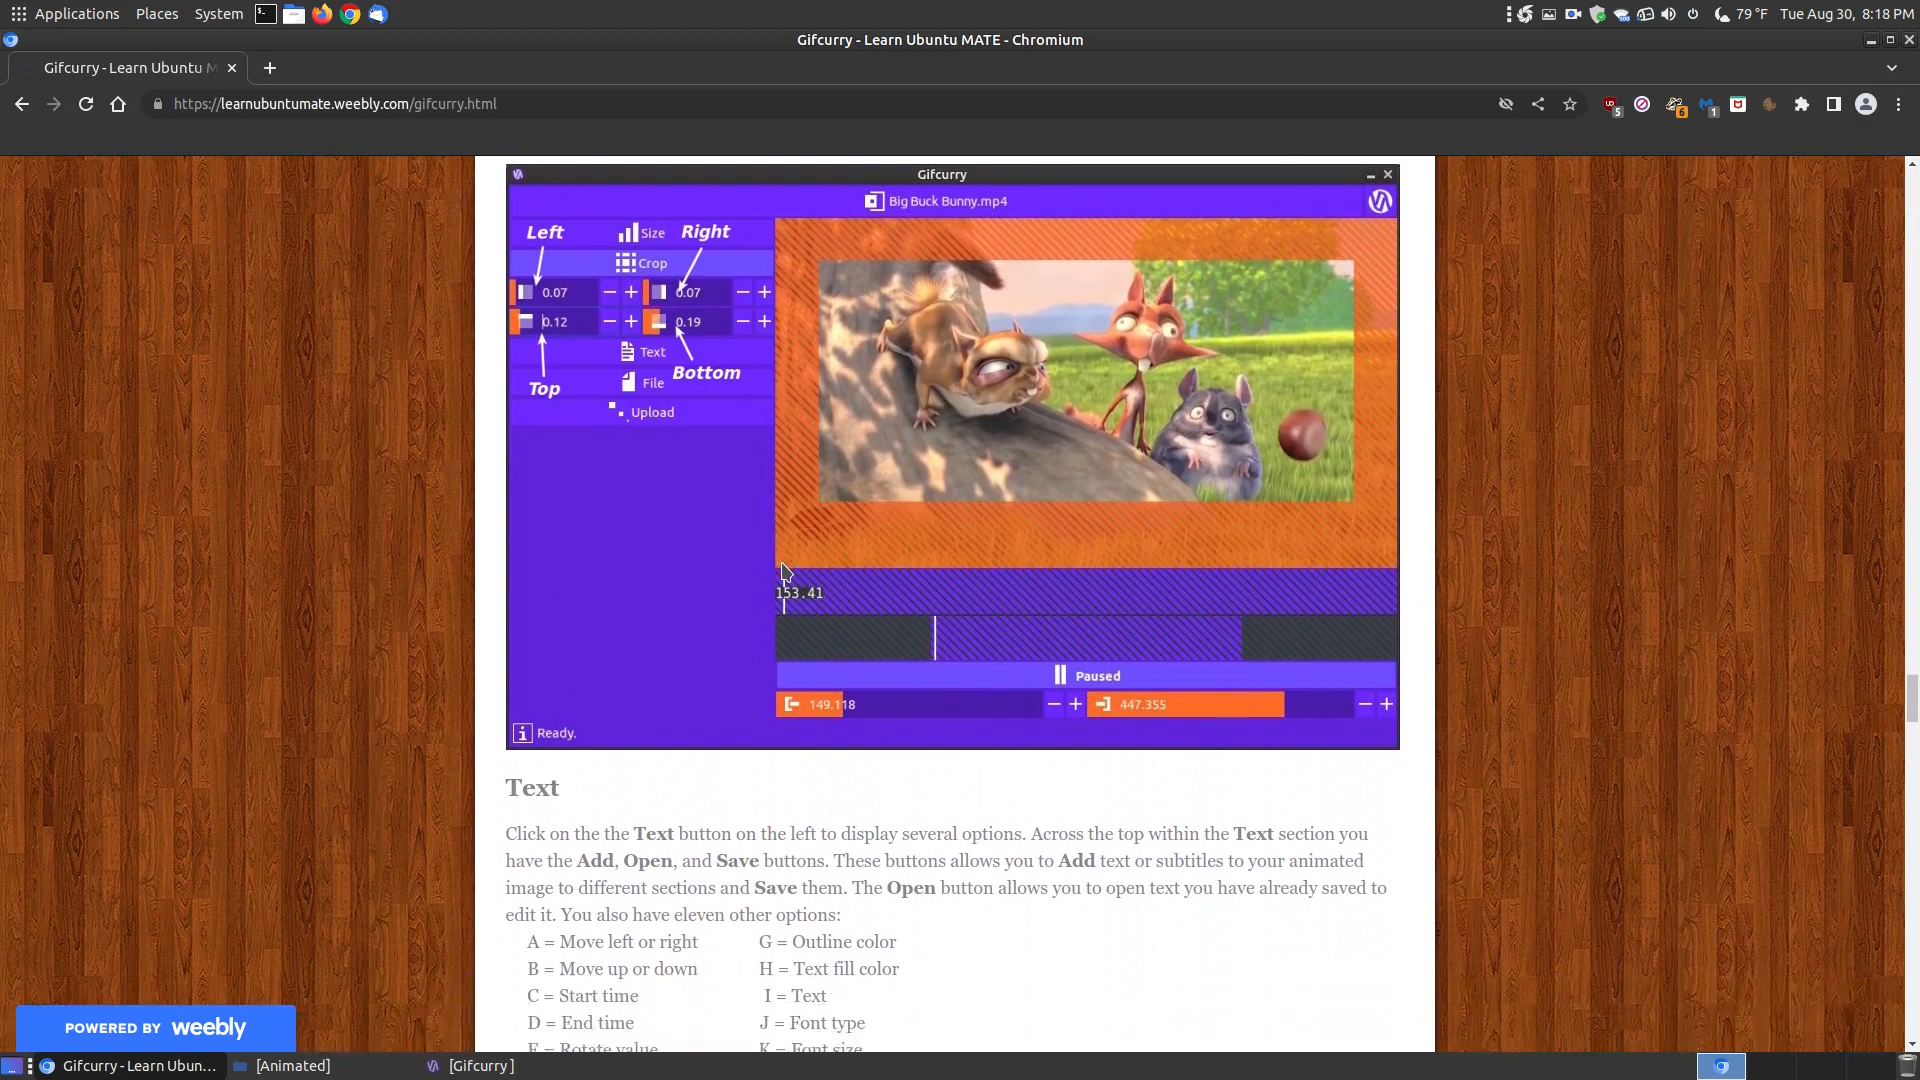 Applications Places System
79 °F Tue Aug 30, 8:18 PM
Gifcurry - Learn Ubuntu MATE - Chromium
Gifcurry - Learn Ubuntu M
https://learnubuntumate.weebly.com/gifcurry.html
5
6
1
Gifcurry
Big Buck Bunny.mp4
Left Size Right
Crop
0.07 − + 0.07 − +
0.12 − + 0.19 − +
Text
Bottom
File
Top
Upload
153.41
Paused
149.118 − + 447.355 − +
Ready.
Text
Click on the the Text button on the left to display several options. Across the top within the Text section you
have the Add, Open, and Save buttons. These buttons allows you to Add text or subtitles to your animated
image to different sections and Save them. The Open button allows you to open text you have already saved to
edit it. You also have eleven other options:
A = Move left or right G = Outline color
B = Move up or down H = Text fill color
C = Start time I = Text
D = End time J = Font type
E = Rotate value K = Font size
POWERED BY weebly
Gifcurry - Learn Ubun... [Animated] [Gifcurry ]